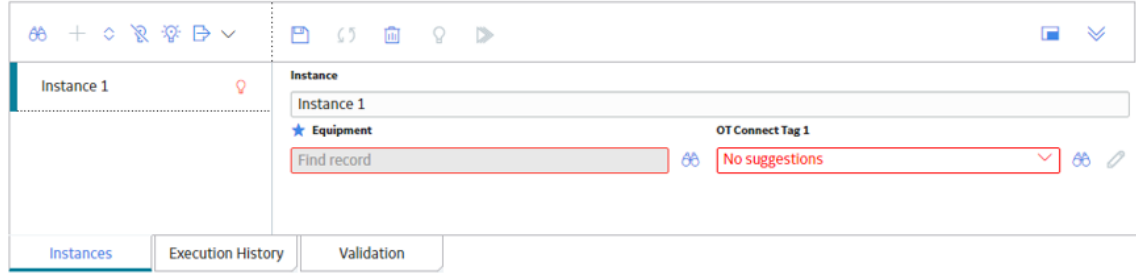 Instance 1
Instance
Instance 1
Equipment
OT Connect Tag 1
Find record
No suggestions
Instances
Execution History
Validation